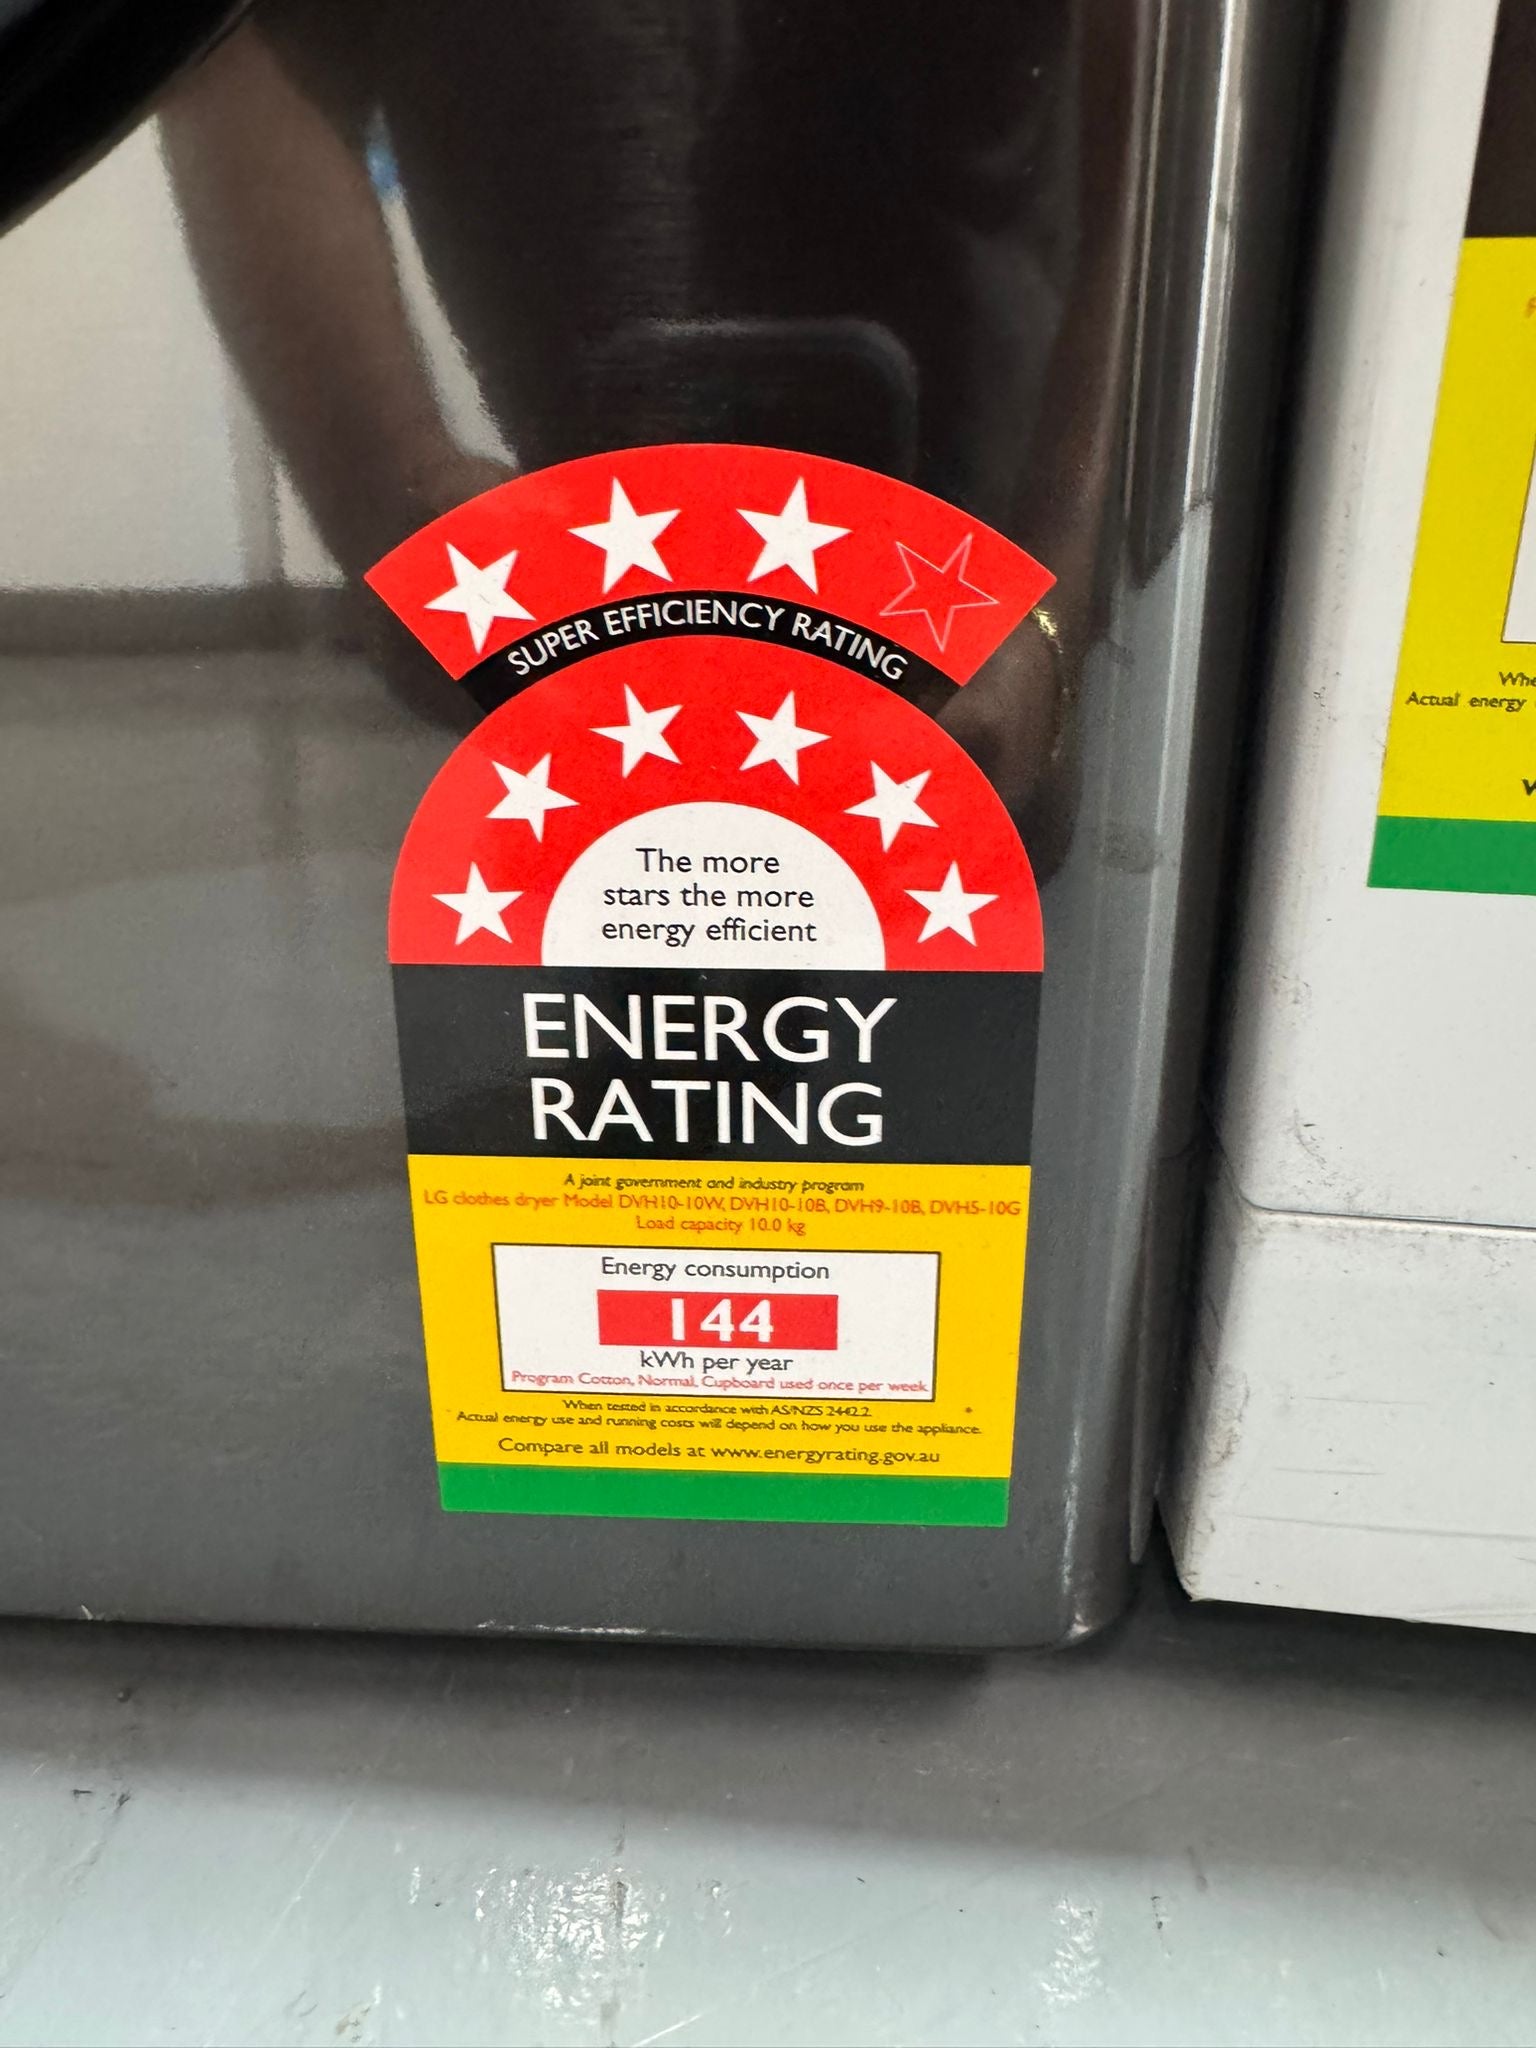 SUPER EFFICIENCY RATING
The more
stars the more
energy efficient
ENERGY
RATING
A joint government and industry program
LG clothes dryer Model DVH10-10W, DVH10-10B, DVH9-10B, DVH5-10G
Load capacity 10.0 kg
Energy consumption
144
kWh per year
Program Cotton, Normal, Cupboard used once per week
When tested in accordance with AS/NZS 2442.2
Actual energy use and running costs will depend on how you use the appliance.
Compare all models at www.energyrating.gov.au
Actual energy